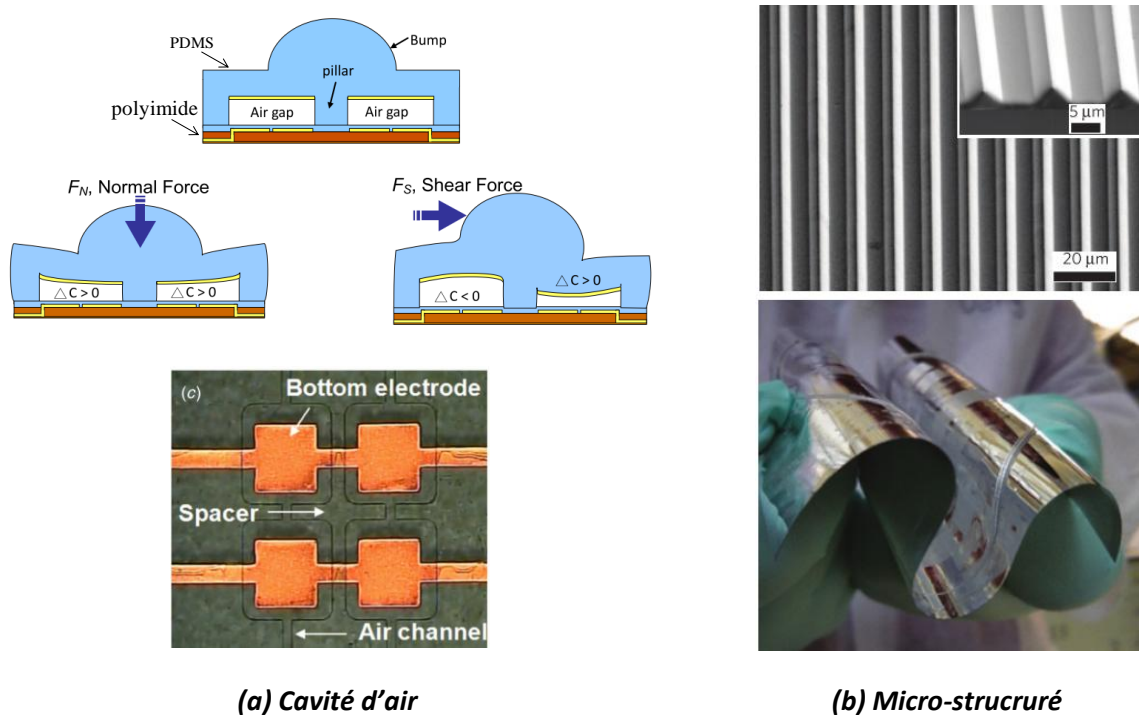 PDMS
Bump
pillar
polyimide
Air gap
Air gap
F_N, Normal Force
F_S, Shear Force
△C > 0
△C > 0
△C < 0
△C > 0
(c)
Bottom electrode
Spacer
Air channel
5 μm
20 μm
(a) Cavité d’air
(b) Micro-strucruré